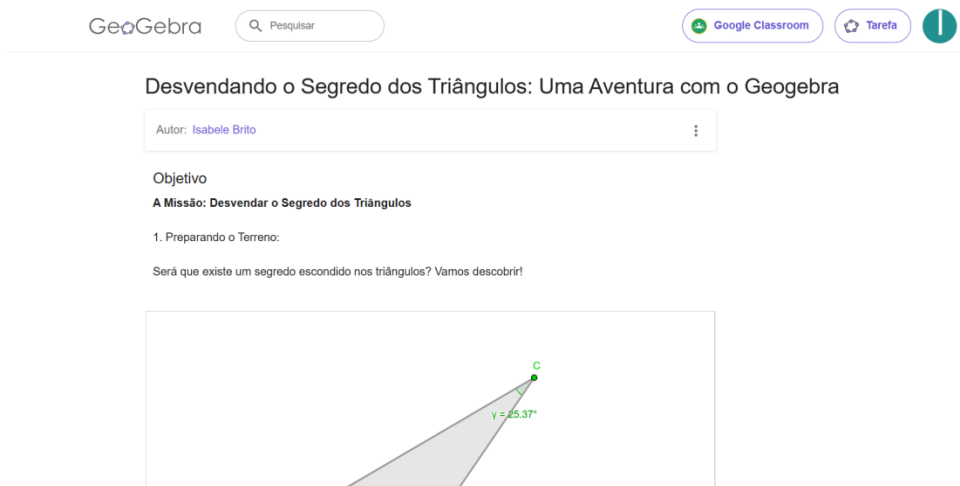 GeoGebra
Pesquisar
Google Classroom
Tarefa
I
Desvendando o Segredo dos Triângulos: Uma Aventura com o Geogebra
Autor: Isabele Brito
Objetivo
A Missão: Desvendar o Segredo dos Triângulos
1. Preparando o Terreno:
Será que existe um segredo escondido nos triângulos? Vamos descobrir!
C
γ = 25.37°